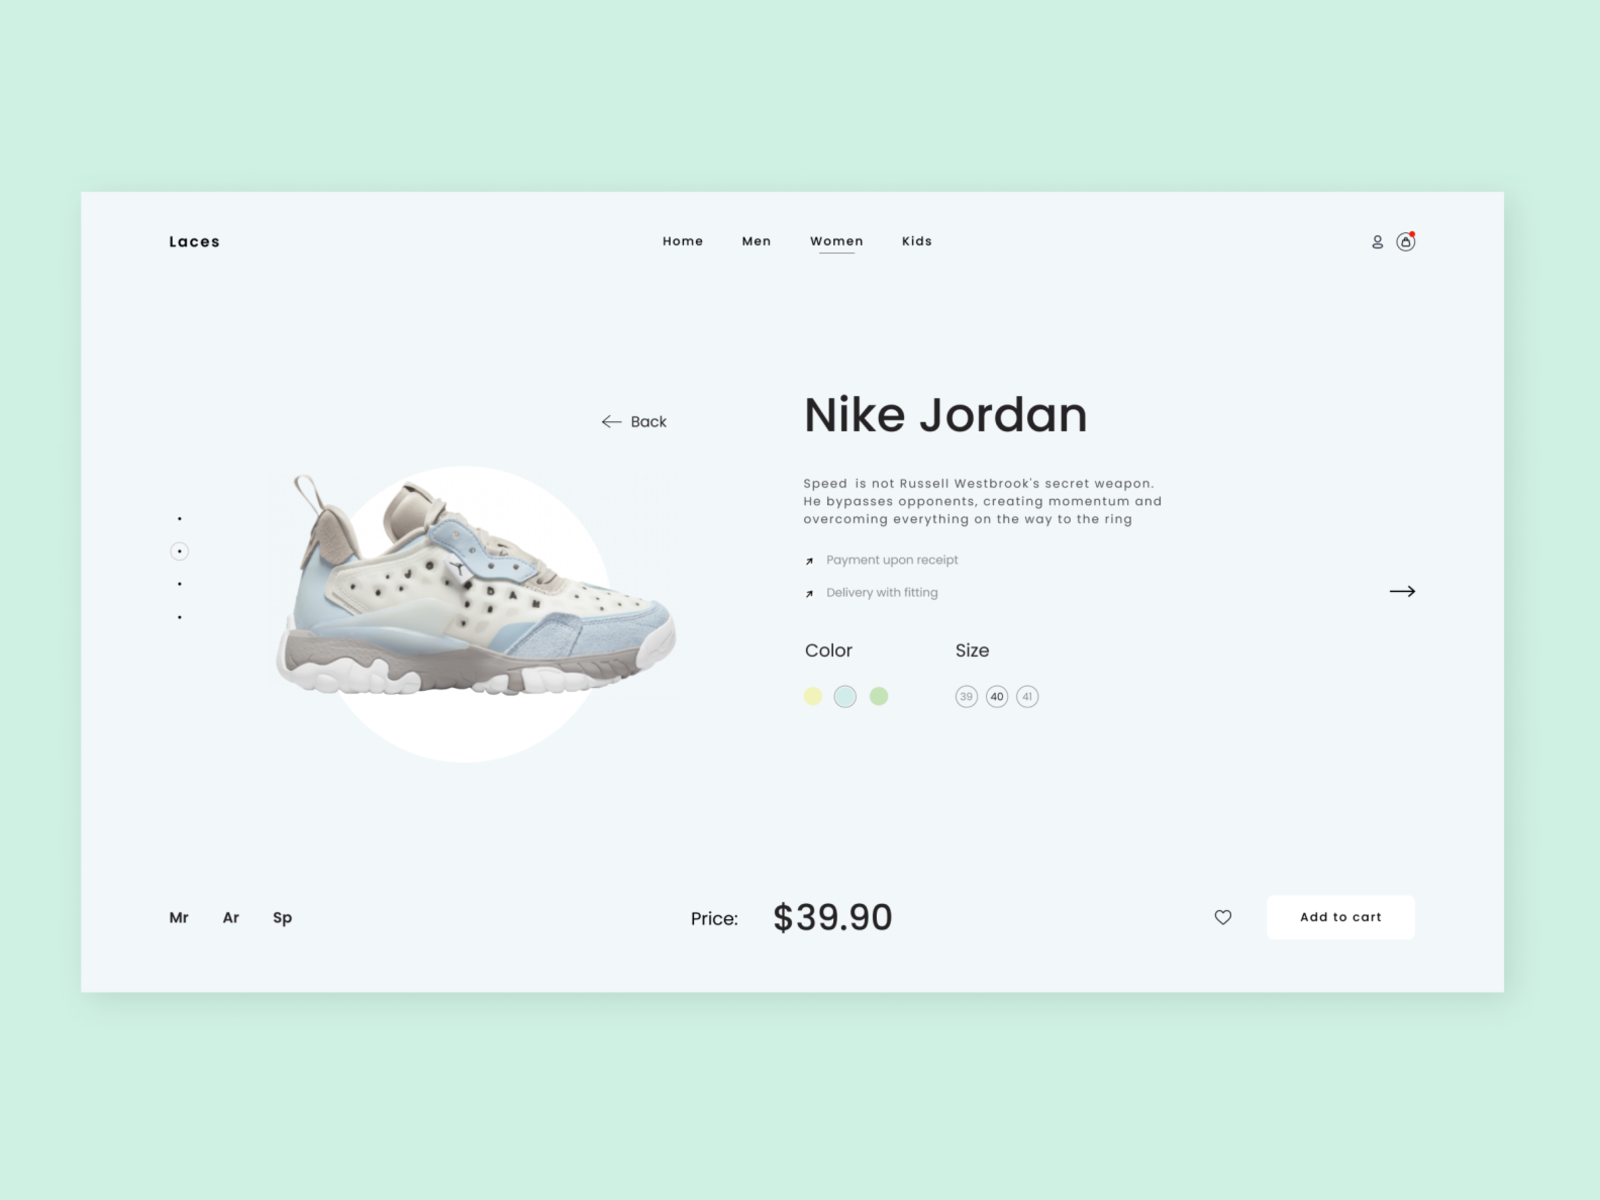 Laces
Home Men Women Kids
Back
Nike Jordan
Speed is not Russell Westbrook's secret weapon.
He bypasses opponents, creating momentum and
overcoming everything on the way to the ring
Payment upon receipt
Delivery with fitting
Color Size
39 40 41
Mr Ar Sp
Price: $39.90
Add to cart